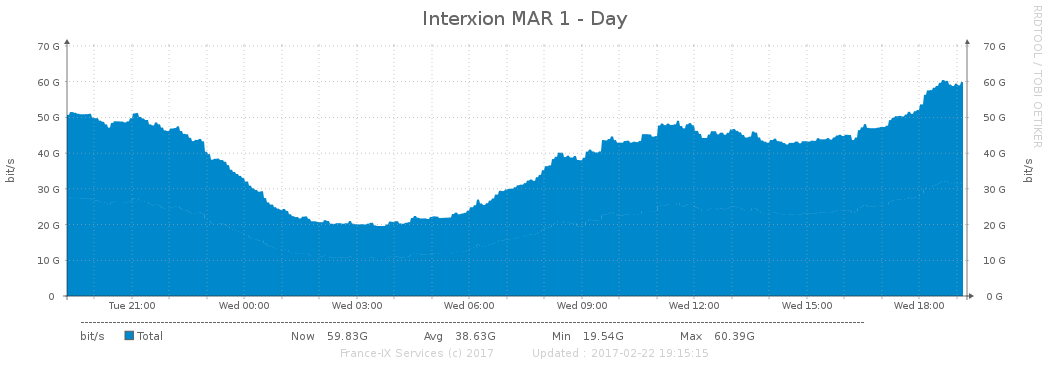 Interxion MAR 1 - Day
RRDTOOL / TOBI OETIKER
bit/s
bit/s
70 G 70 G
60 G 60 G
50 G 50 G
40 G 40 G
30 G 30 G
20 G 20 G
10 G 10 G
0 0 G
Tue 21:00 Wed 00:00 Wed 03:00 Wed 06:00 Wed 09:00 Wed 12:00 Wed 15:00 Wed 18:00
bit/s Total Now 59.83G Avg 38.63G Min 19.54G Max 60.39G
France-IX Services (c) 2017 Updated : 2017-02-22 19:15:15